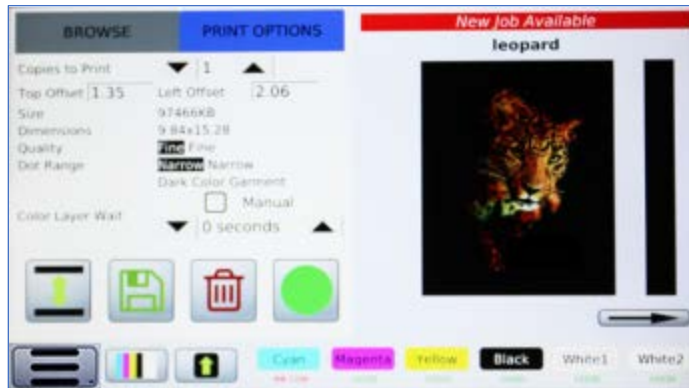 New Job Available
BROWSE
PRINT OPTIONS
leopard
Copies to Print
1
Top Offset 1.35
Left Offset 2.06
Size
97466KB
Dimensions
9.84x15.28
Quality
Fine Fine
Dot Range
Narrow Narrow
Dark Color Garment
Manual
Color Layer Wait
0 seconds
Cyan
Magenta
Yellow
Black
White1
White2